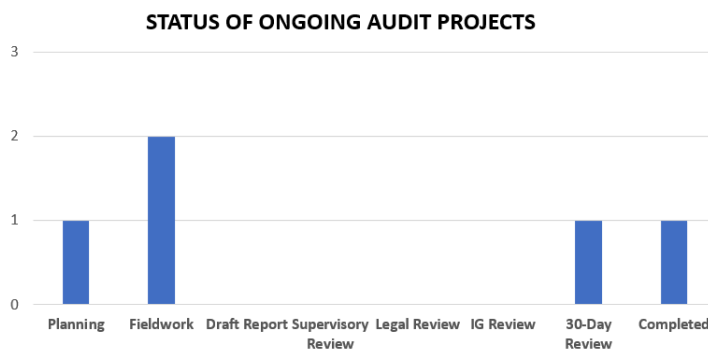 STATUS OF ONGOING AUDIT PROJECTS
3
2
1
0
Planning Fieldwork Draft Report Supervisory Review Legal Review IG Review 30-Day Review Completed